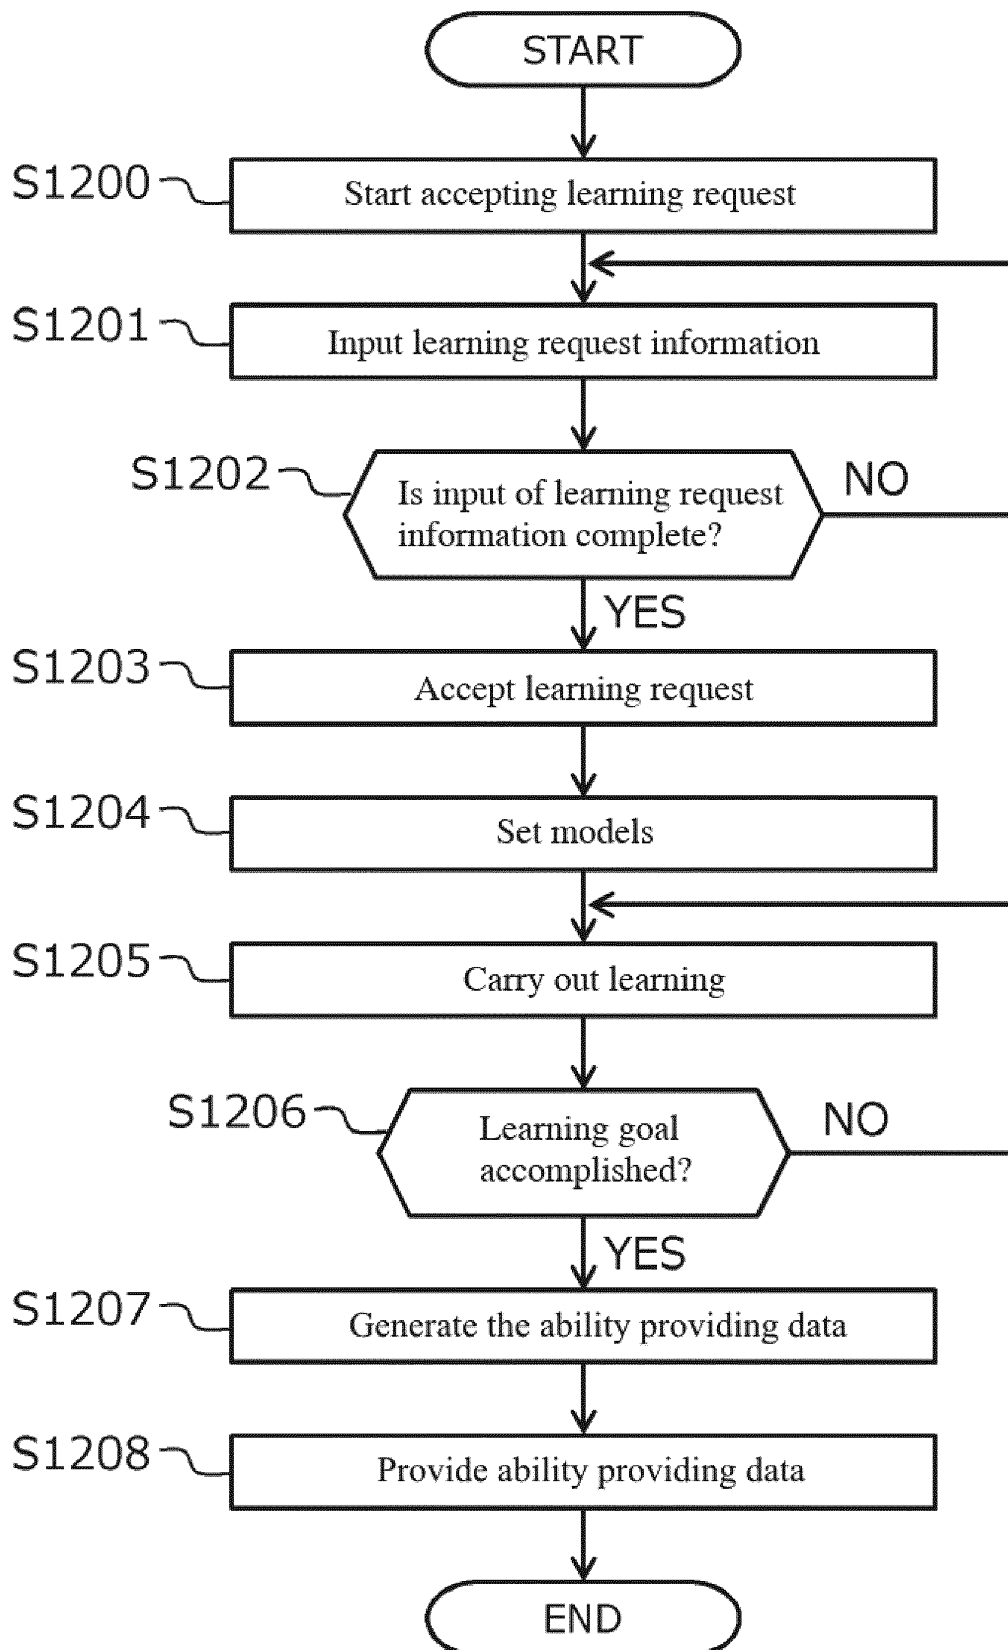 START
S1200
Start accepting learning request
S1201
Input learning request information
S1202
Is input of learning request
information complete?
NO
YES
S1203
Accept learning request
S1204
Set models
S1205
Carry out learning
S1206
Learning goal
accomplished?
NO
YES
S1207
Generate the ability providing data
S1208
Provide ability providing data
END